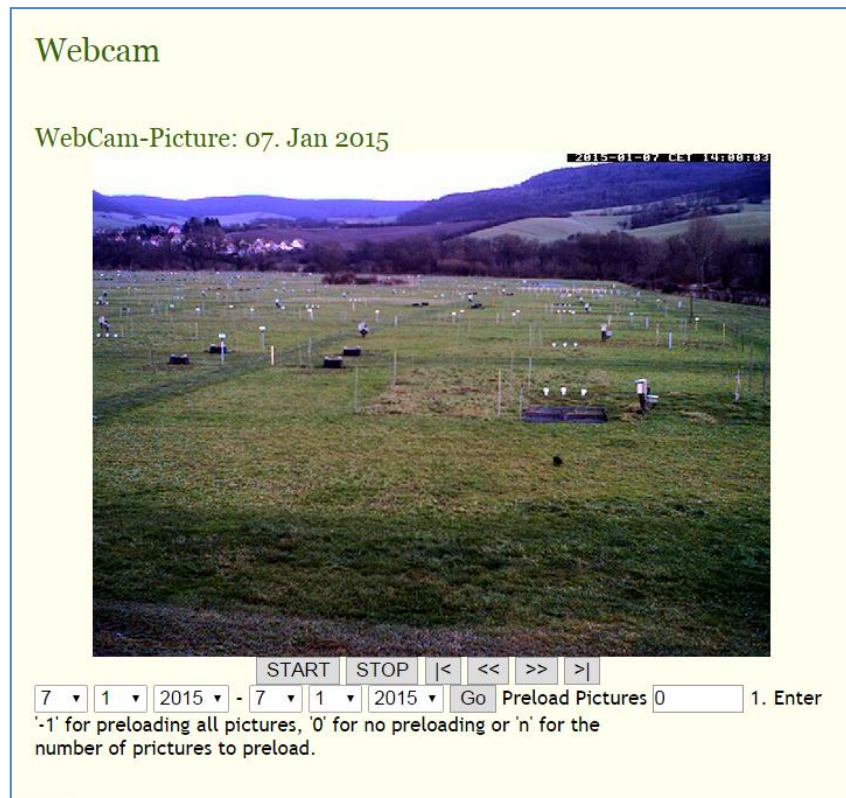 Webcam
WebCam-Picture: 07. Jan 2015
2015-01-07 CET 14:00:03
START STOP |< << >> >|
7 1 2015 - 7 1 2015 Go Preload Pictures 0 1. Enter
'-1' for preloading all pictures, '0' for no preloading or 'n' for the
number of prictures to preload.